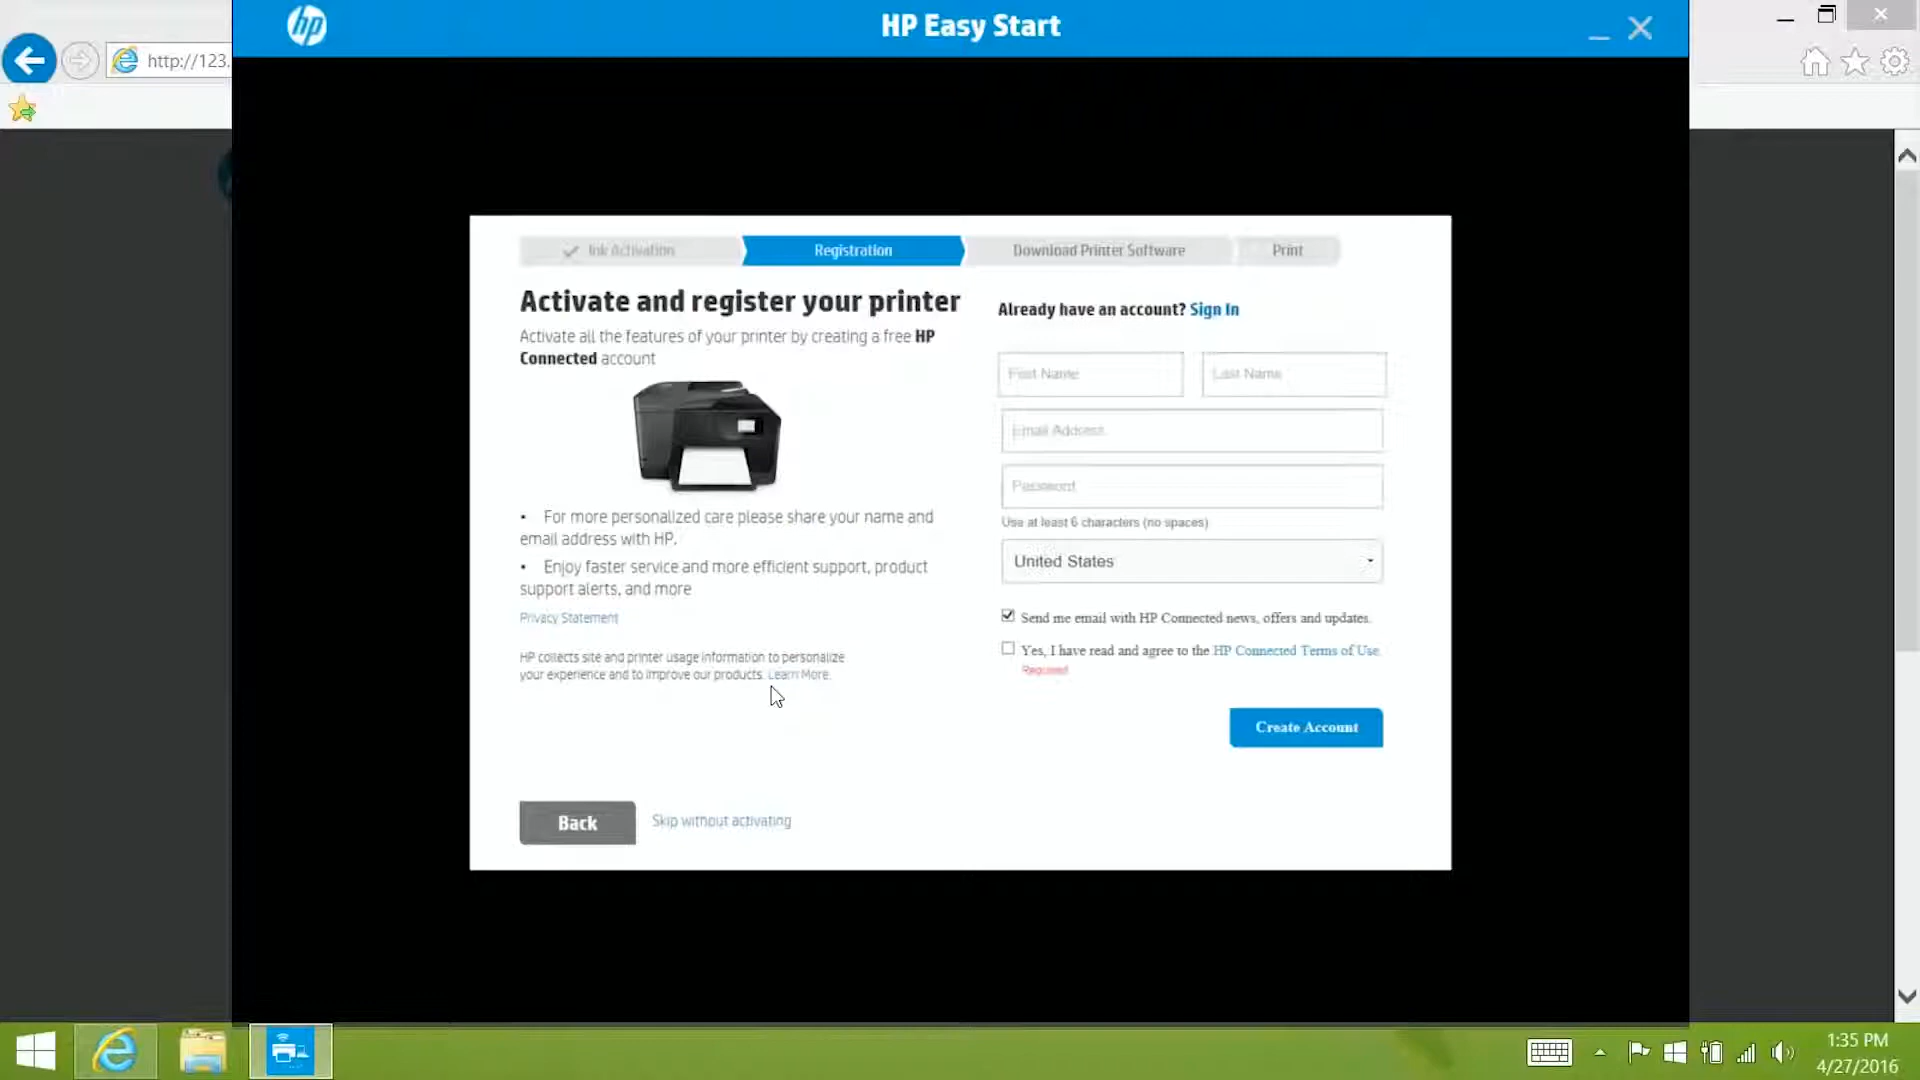 hp
HP Easy Start
http://123.
Ink Activation
Registration
Download Printer Software
Print
Activate and register your printer
Activate all the features of your printer by creating a free HP
Connected account
• For more personalized care please share your name and
email address with HP.
• Enjoy faster service and more efficient support, product
support alerts, and more
Privacy Statement
HP collects site and printer usage information to personalize
your experience and to improve our products. Learn More.
Already have an account? Sign In
First Name
Last Name
Email Address
Password
Use at least 6 characters (no spaces)
United States
Send me email with HP Connected news, offers and updates.
Yes, I have read and agree to the HP Connected Terms of Use
Required
Create Account
Back
Skip without activating
1:35 PM
4/27/2016